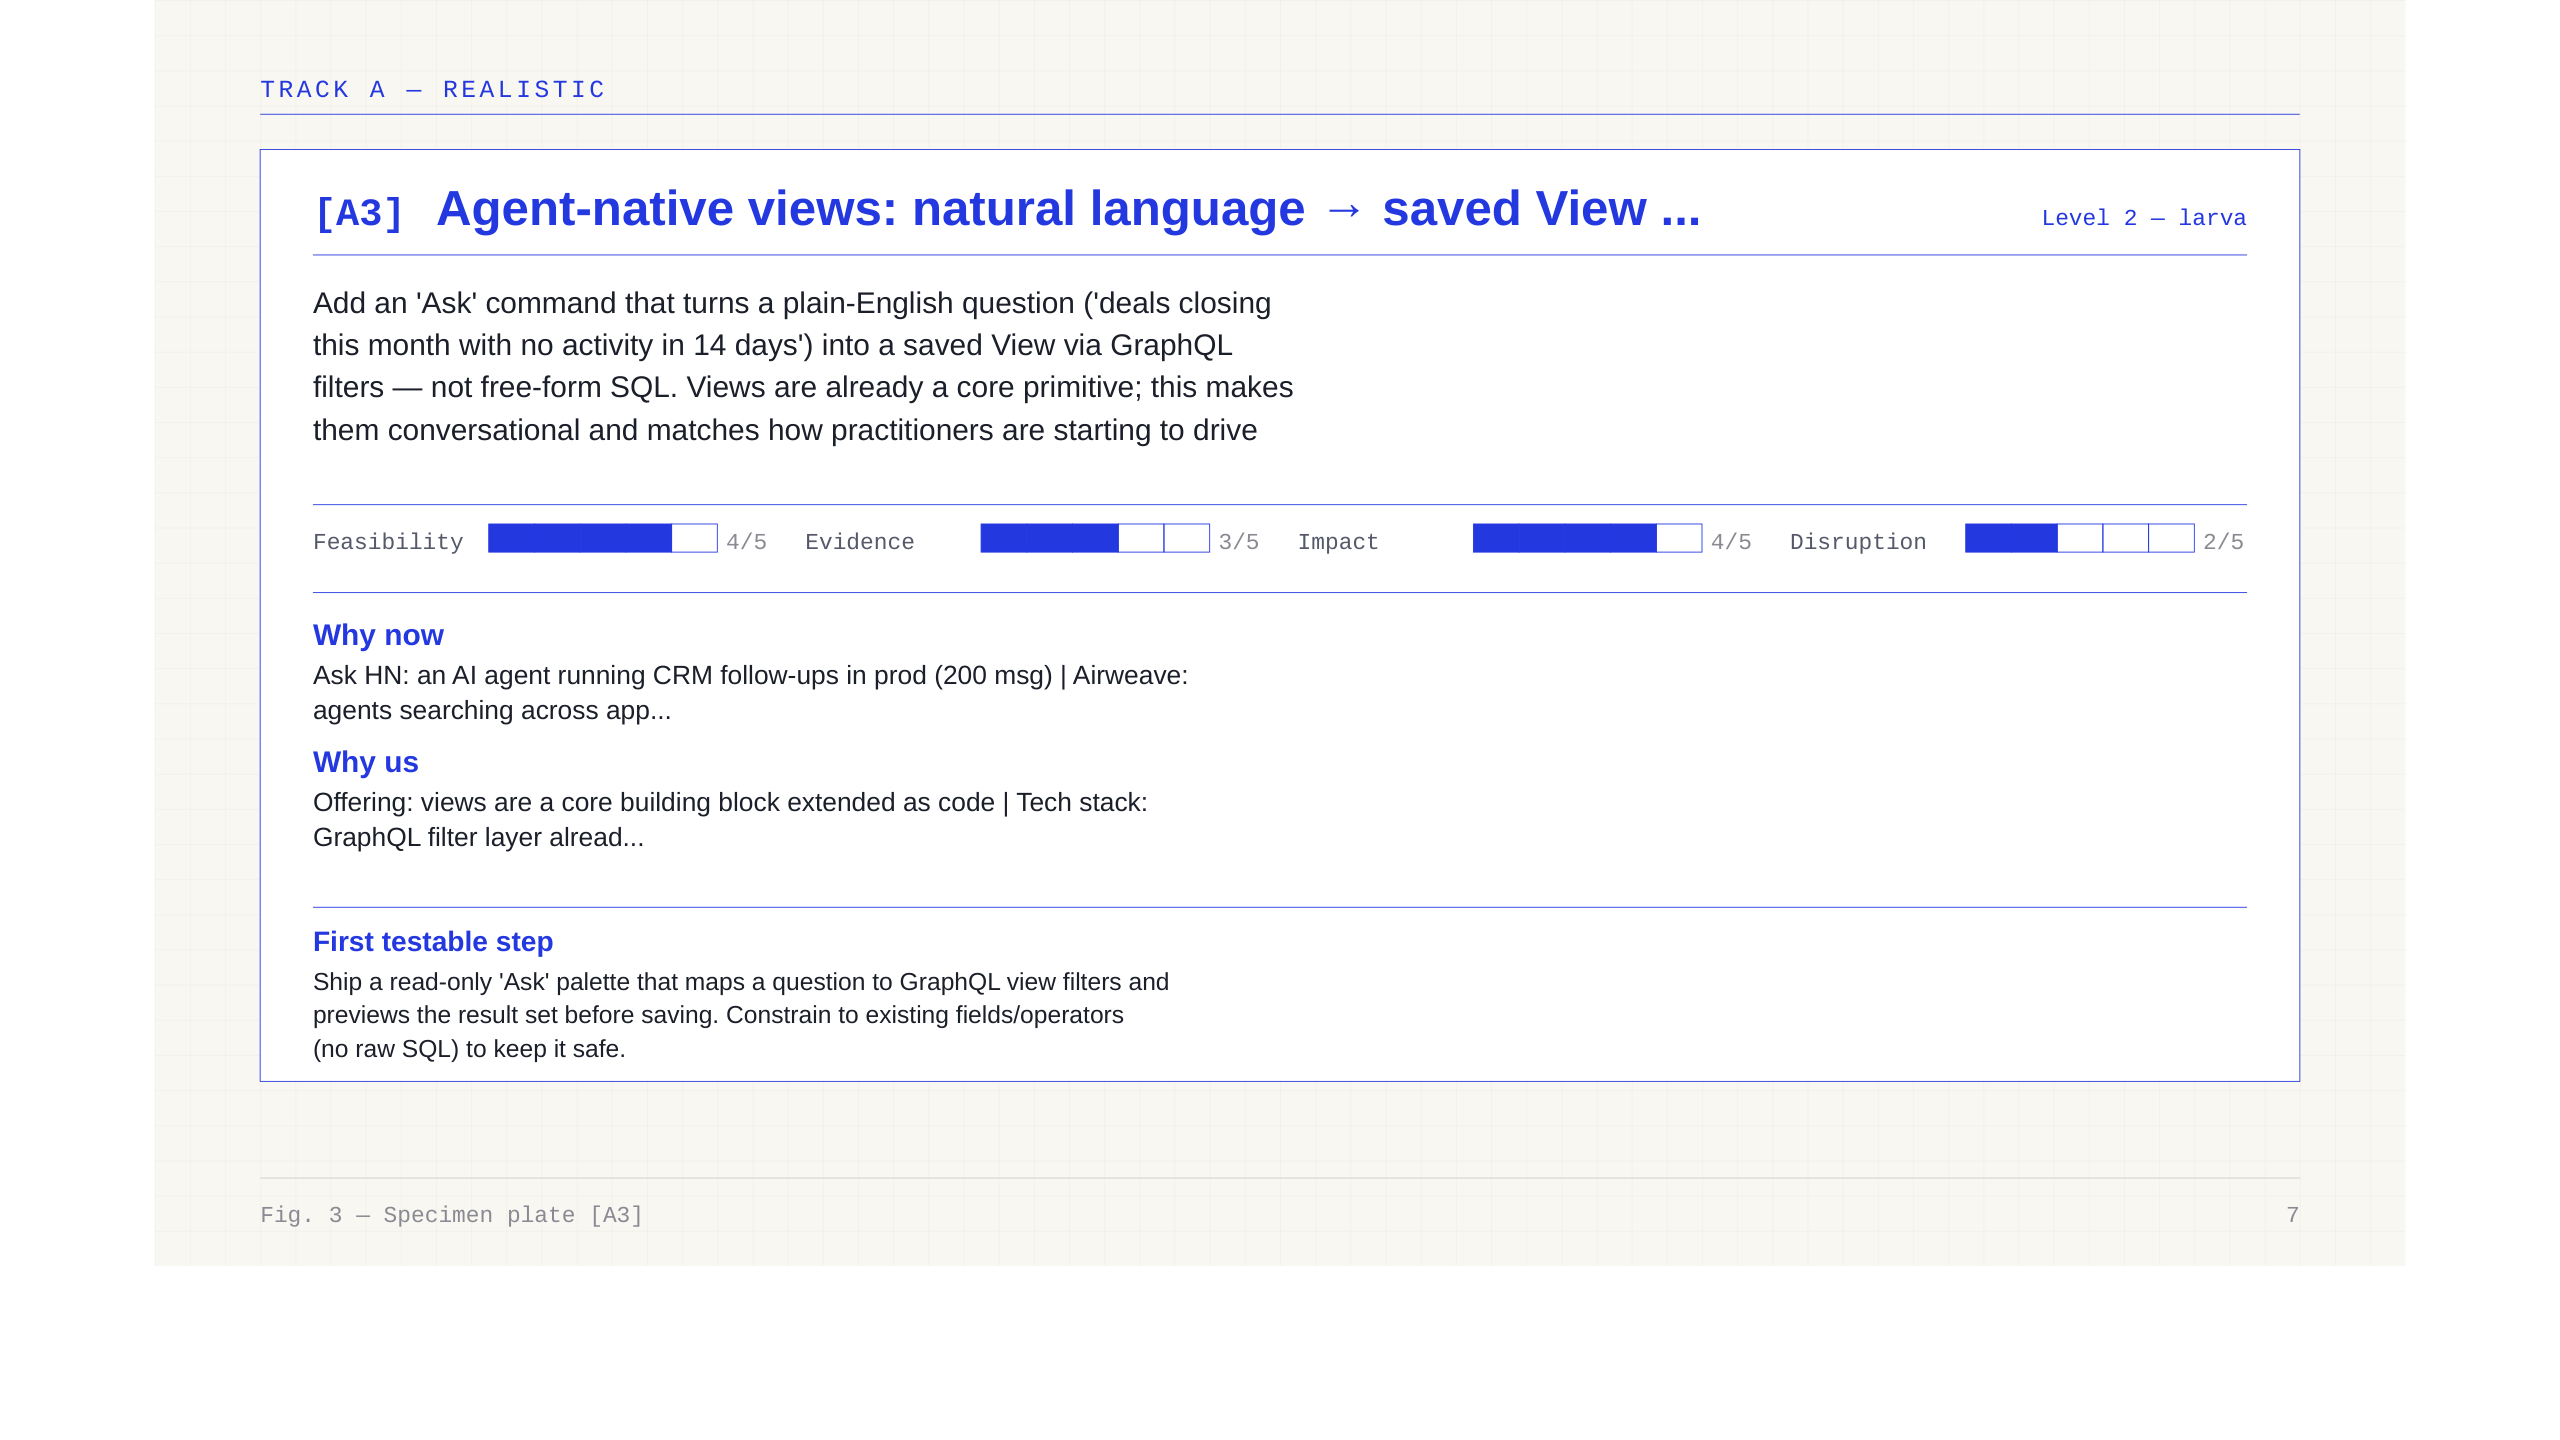 TRACK A — REALISTIC
[A3] Agent-native views: natural language → saved View ...
Level 2 — larva
Add an 'Ask' command that turns a plain-English question ('deals closing
this month with no activity in 14 days') into a saved View via GraphQL
filters — not free-form SQL. Views are already a core primitive; this makes
them conversational and matches how practitioners are starting to drive
Feasibility 4/5 Evidence 3/5 Impact 4/5 Disruption 2/5
Why now
Ask HN: an AI agent running CRM follow-ups in prod (200 msg) | Airweave:
agents searching across app...
Why us
Offering: views are a core building block extended as code | Tech stack:
GraphQL filter layer alread...
First testable step
Ship a read-only 'Ask' palette that maps a question to GraphQL view filters and
previews the result set before saving. Constrain to existing fields/operators
(no raw SQL) to keep it safe.
Fig. 3 — Specimen plate [A3]
7